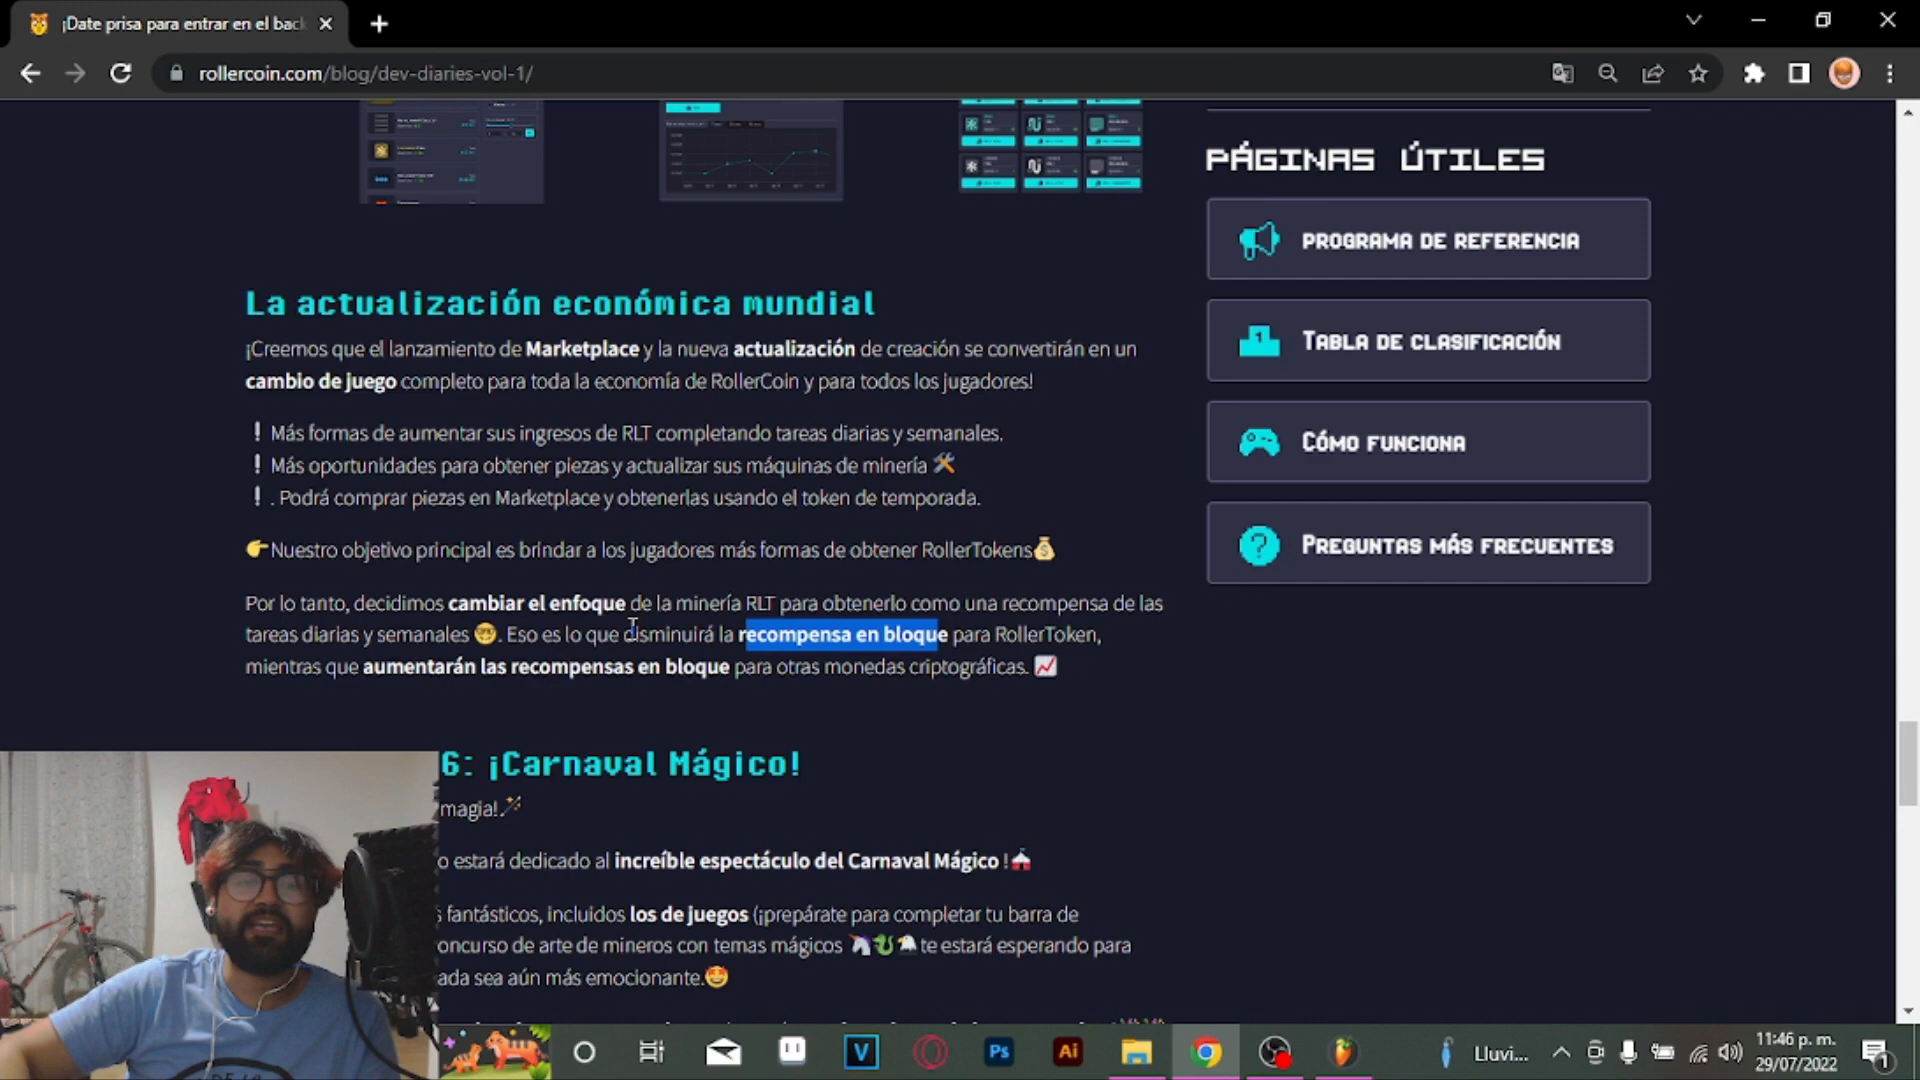 ¡Date prisa para entrar en el bac
rollercoin.com/blog/dev-diaries-vol-1/
PÁGINAS ÚTILES
PROGRAMA DE REFERENCIA
TABLA DE CLASIFICACIÓN
CÓMO FUNCIONA
PREGUNTAS MÁS FRECUENTES
La actualización económica mundial
¡Creemos que el lanzamiento de Marketplace y la nueva actualización de creación se convertirán en un
cambio de juego completo para toda la economía de RollerCoin y para todos los jugadores!
❕Más formas de aumentar sus ingresos de RLT completando tareas diarias y semanales.
❕Más oportunidades para obtener piezas y actualizar sus máquinas de minería 🛠
❕. Podrá comprar piezas en Marketplace y obtenerlas usando el token de temporada.
👉Nuestro objetivo principal es brindar a los jugadores más formas de obtener RollerTokens💰
Por lo tanto, decidimos cambiar el enfoque de la minería RLT para obtenerlo como una recompensa de las
tareas diarias y semanales 🤓. Eso es lo que disminuirá la recompensa en bloque para RollerToken,
mientras que aumentarán las recompensas en bloque para otras monedas criptográficas. 📈
6: ¡Carnaval Mágico!
magia!🪄
o estará dedicado al increíble espectáculo del Carnaval Mágico !🎪
fantásticos, incluidos los de juegos (¡prepárate para completar tu barra de
oncurso de arte de mineros con temas mágicos 🦄🐉🦅te estará esperando para
ada sea aún más emocionante.🤩
V
Ps
Ai
Lluvi...
11:46 p. m.
29/07/2022
1